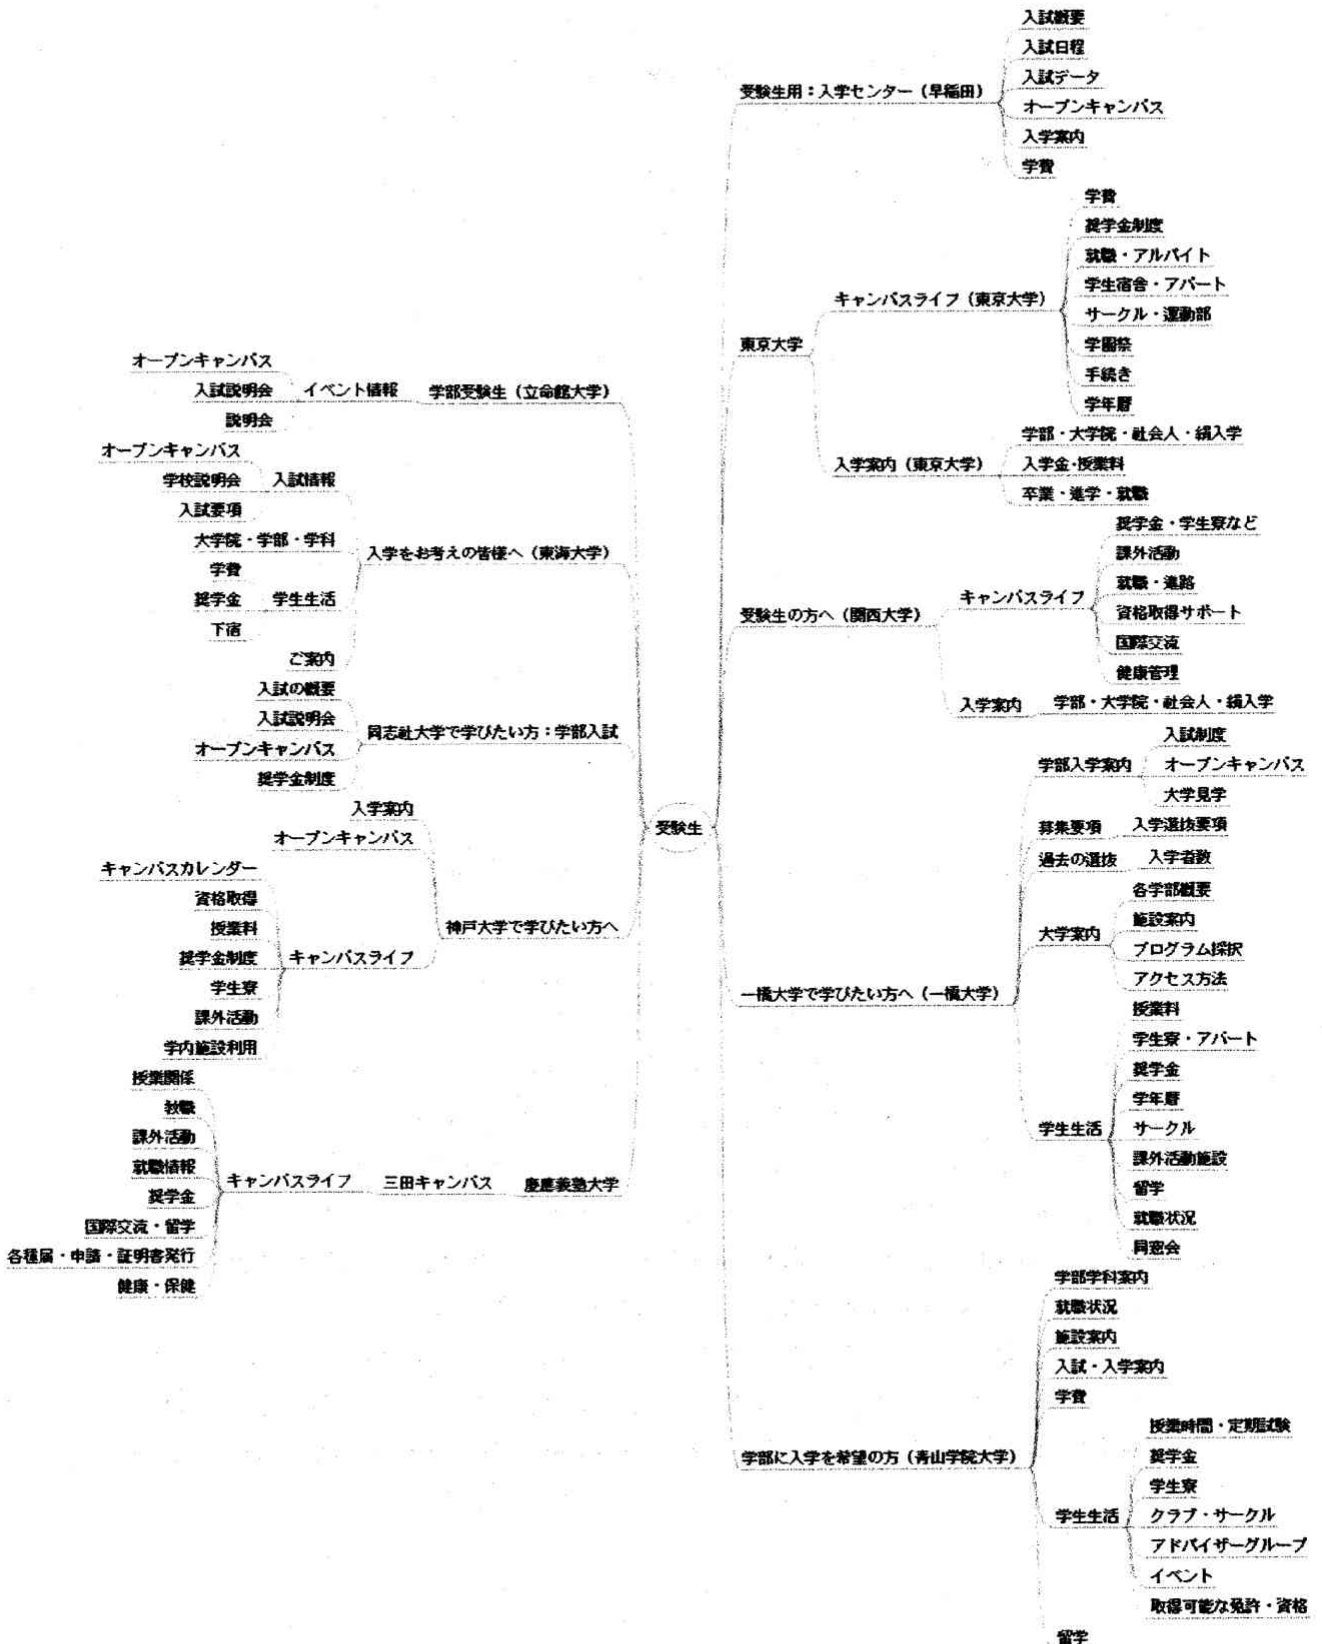 受験生
学部受験生（立命館大学）
イベント情報
オープンキャンパス
入試説明会
説明会
入学をお考えの皆様へ（東海大学）
入試情報
オープンキャンパス
学校説明会
入試要項
大学院・学部・学科
学生生活
学費
奨学金
下宿
ご案内
同志社大学で学びたい方：学部入試
入試の概要
入試説明会
オープンキャンパス
奨学金制度
神戸大学で学びたい方へ
入学案内
オープンキャンパス
キャンパスライフ
キャンパスカレンダー
資格取得
授業料
奨学金制度
学生寮
課外活動
学内施設利用
慶應義塾大学
三田キャンパス
キャンパスライフ
授業関係
教職
課外活動
就職情報
奨学金
国際交流・留学
各種届・申請・証明書発行
健康・保健
受験生用：入学センター（早稲田）
入試概要
入試日程
入試データ
オープンキャンパス
入学案内
学費
東京大学
キャンパスライフ（東京大学）
学費
奨学金制度
就職・アルバイト
学生宿舎・アパート
サークル・運動部
学園祭
手続き
学年暦
入学案内（東京大学）
学部・大学院・社会人・編入学
入学金・授業料
卒業・進学・就職
受験生の方へ（関西大学）
キャンパスライフ
奨学金・学生寮など
課外活動
就職・進路
資格取得サポート
国際交流
健康管理
入学案内
学部・大学院・社会人・編入学
一橋大学で学びたい方へ（一橋大学）
学部入学案内
入試制度
オープンキャンパス
大学見学
募集要項
入学選抜要項
過去の選抜
入学者数
大学案内
各学部概要
施設案内
プログラム採択
アクセス方法
学生生活
授業料
学生寮・アパート
奨学金
学年暦
サークル
課外活動施設
留学
就職状況
同窓会
学部に入学を希望の方（青山学院大学）
学部学科案内
就職状況
施設案内
入試・入学案内
学費
学生生活
授業時間・定期試験
奨学金
学生寮
クラブ・サークル
アドバイザーグループ
イベント
取得可能な免許・資格
留学